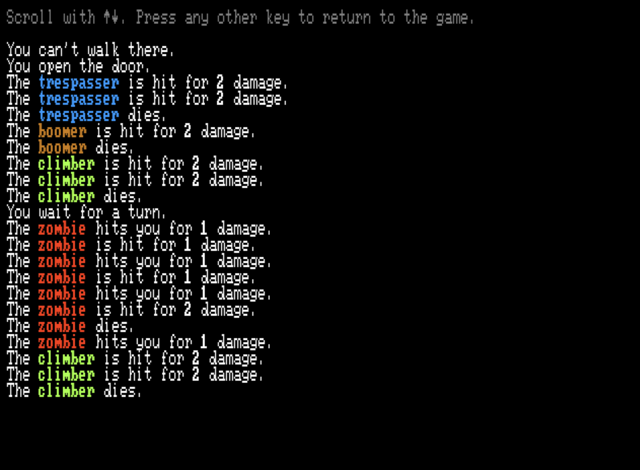 Scroll with ↑↓. Press any other key to return to the game.
You can't walk there.
You open the door.
The trespasser is hit for 2 damage.
The trespasser is hit for 2 damage.
The trespasser dies.
The boomer is hit for 2 damage.
The boomer dies.
The climber is hit for 2 damage.
The climber is hit for 2 damage.
The climber dies.
You wait for a turn.
The zombie hits you for 1 damage.
The zombie is hit for 1 damage.
The zombie hits you for 1 damage.
The zombie is hit for 1 damage.
The zombie hits you for 1 damage.
The zombie is hit for 2 damage.
The zombie dies.
The zombie hits you for 1 damage.
The climber is hit for 2 damage.
The climber is hit for 2 damage.
The climber dies.